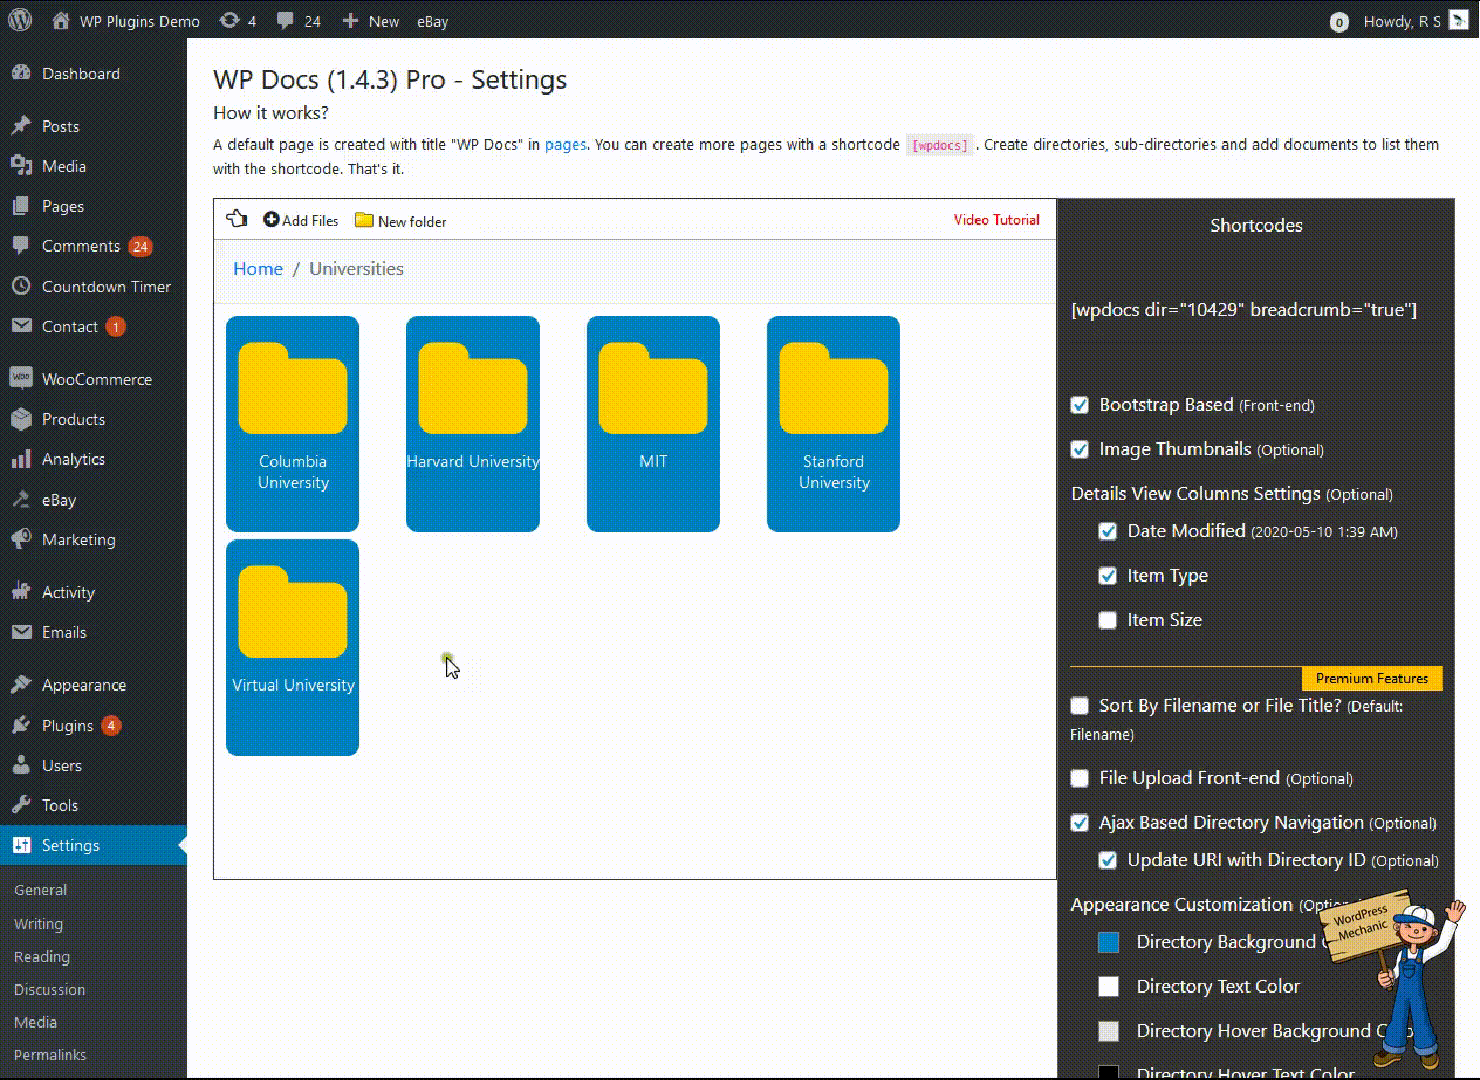 WP Plugins Demo 4 24 New eBay 0 Howdy, R S
Dashboard
Posts
Media
Pages
Comments 24
Countdown Timer
Contact 1
Woo WooCommerce
Products
Analytics
eBay
Marketing
Activity
Emails
Appearance
Plugins 4
Users
Tools
Settings
General
Writing
Reading
Discussion
Media
Permalinks
WP Docs (1.4.3) Pro - Settings
How it works?
A default page is created with title "WP Docs" in pages. You can create more pages with a shortcode [wpdocs] . Create directories, sub-directories and add documents to list them
with the shortcode. That's it.
Add Files New folder Video Tutorial
Home / Universities
Columbia
University
Harvard University
MIT
Stanford
University
Virtual University
Shortcodes
[wpdocs dir="10429" breadcrumb="true"]
Bootstrap Based (Front-end)
Image Thumbnails (Optional)
Details View Columns Settings (Optional)
Date Modified (2020-05-10 1:39 AM)
Item Type
Item Size
Premium Features
Sort By Filename or File Title? (Default:
Filename)
File Upload Front-end (Optional)
Ajax Based Directory Navigation (Optional)
Update URI with Directory ID (Optional)
Appearance Customization
WordPress
Mechanic
Directory Background
Directory Text Color
Directory Hover Background
Directory Hover Text Color